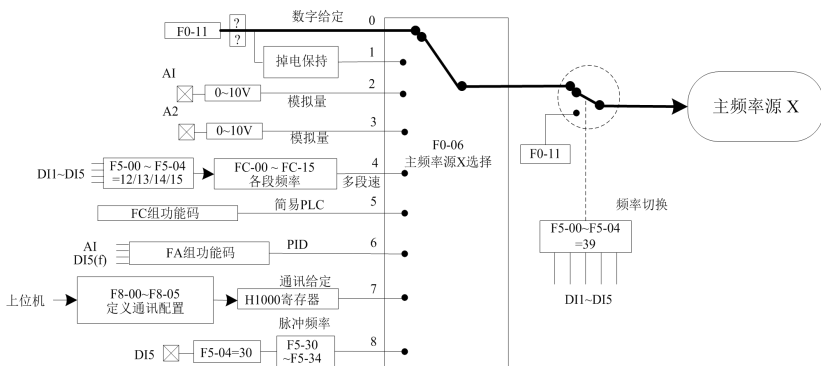 数字给定 0
F0-11
?
?
掉电保持 1
AI
0~10V
模拟量
2
A2
0~10V
模拟量
3
DI1~DI5
F5-00 ~ F5-04
=12/13/14/15
FC-00 ~ FC-15
各段频率
4
多段速
FC组功能码
简易PLC
5
AI
DI5(f)
FA组功能码
PID
6
上位机
F8-00~F8-05
定义通讯配置
通讯给定
H1000寄存器
7
脉冲频率
DI5
F5-04=30
F5-30
~F5-34
8
F0-06
主频率源X选择
F0-11
主频率源 X
频率切换
F5-00~F5-04
=39
DI1~DI5